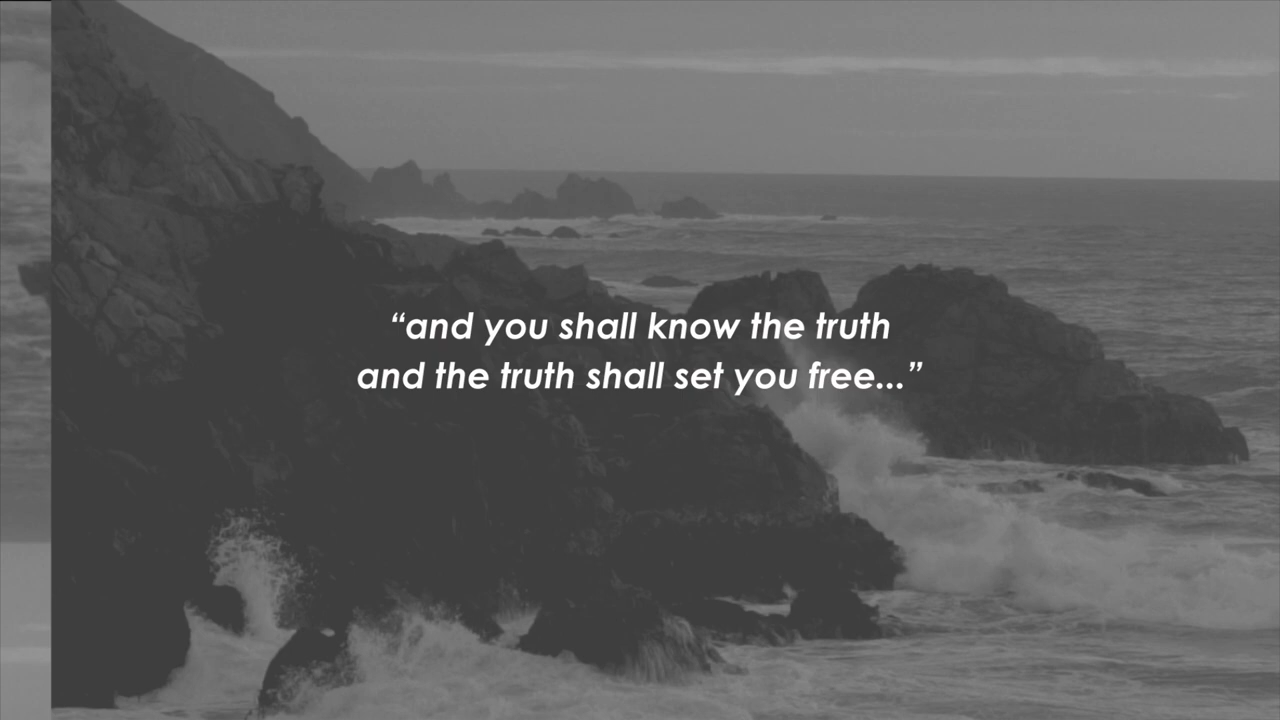 “and you shall know the truth
and the truth shall set you free...”